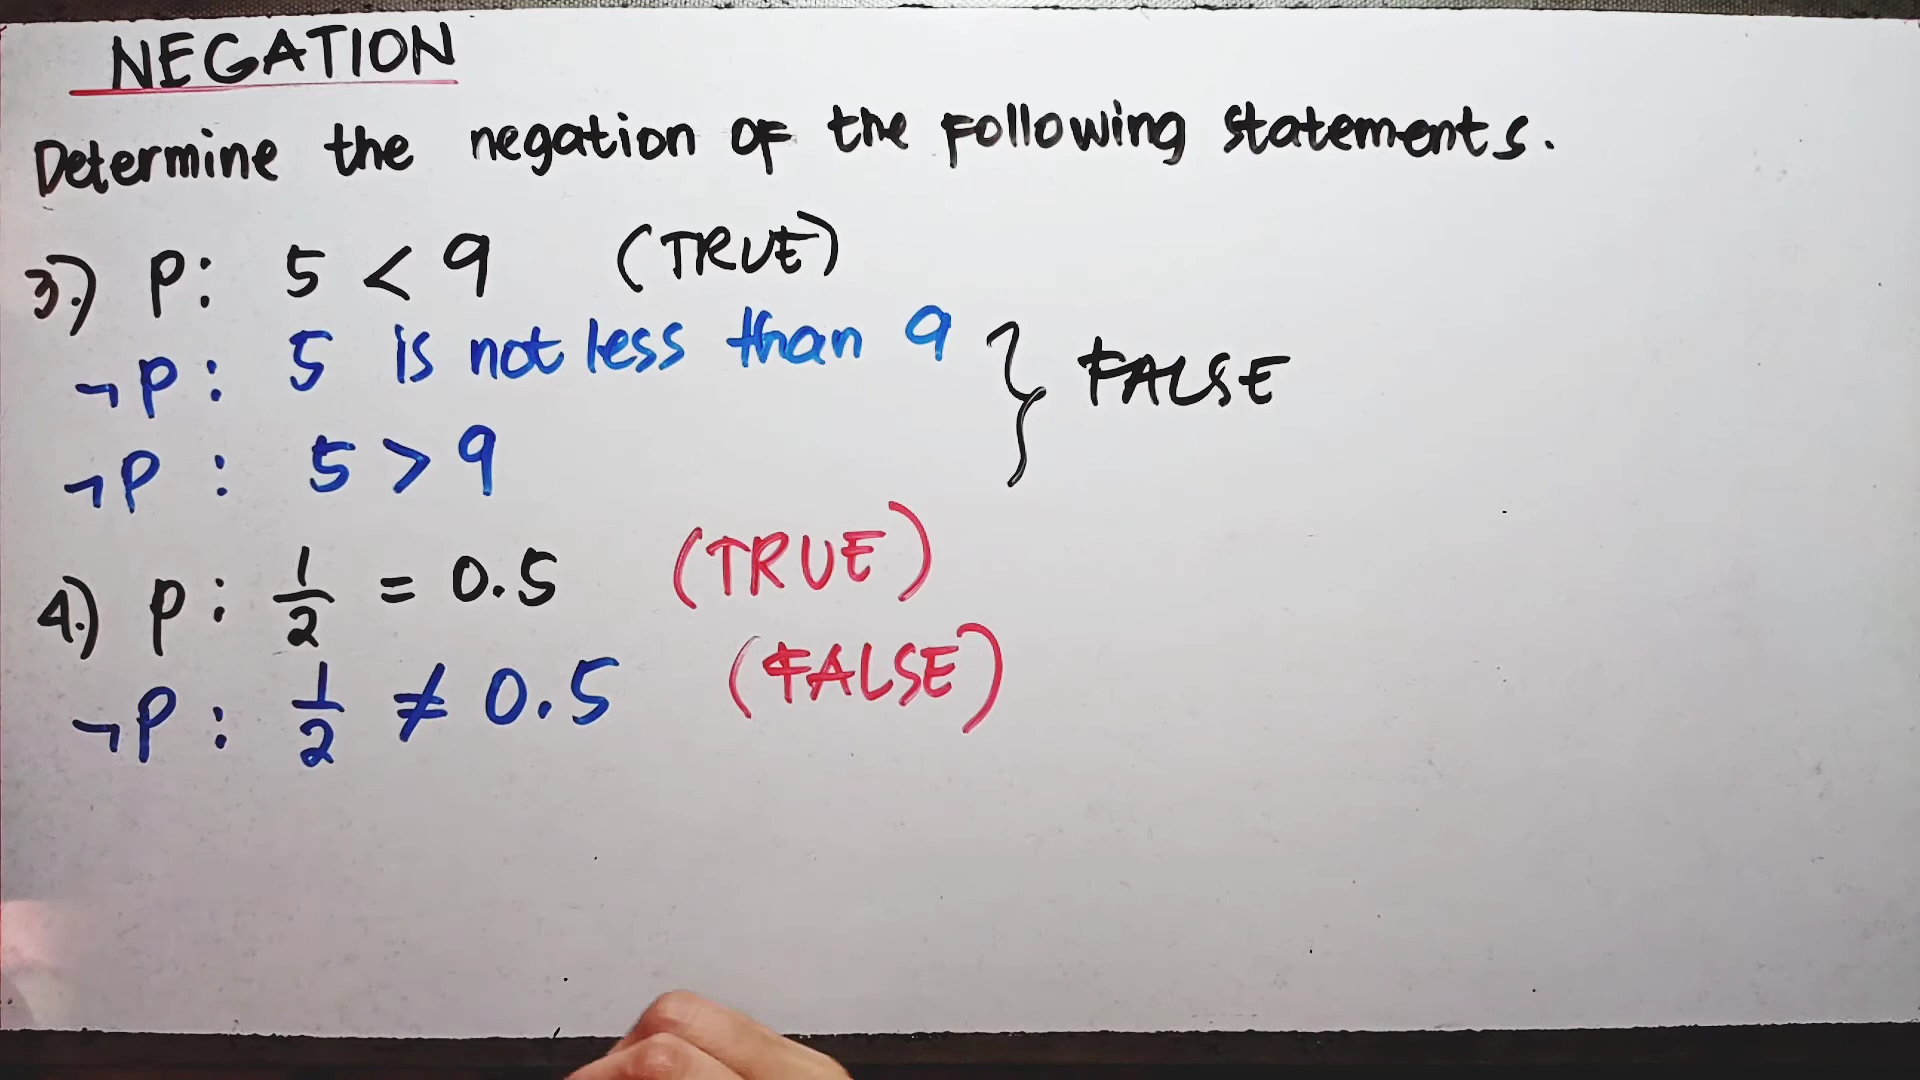 NEGATION
Determine the negation of the following statements.
3.) p: 5 < 9 (TRUE)
¬p: 5 is not less than 9 } FALSE
¬p: 5 > 9
4.) p: 1/2 = 0.5 (TRUE)
¬p: 1/2 ≠ 0.5 (FALSE)